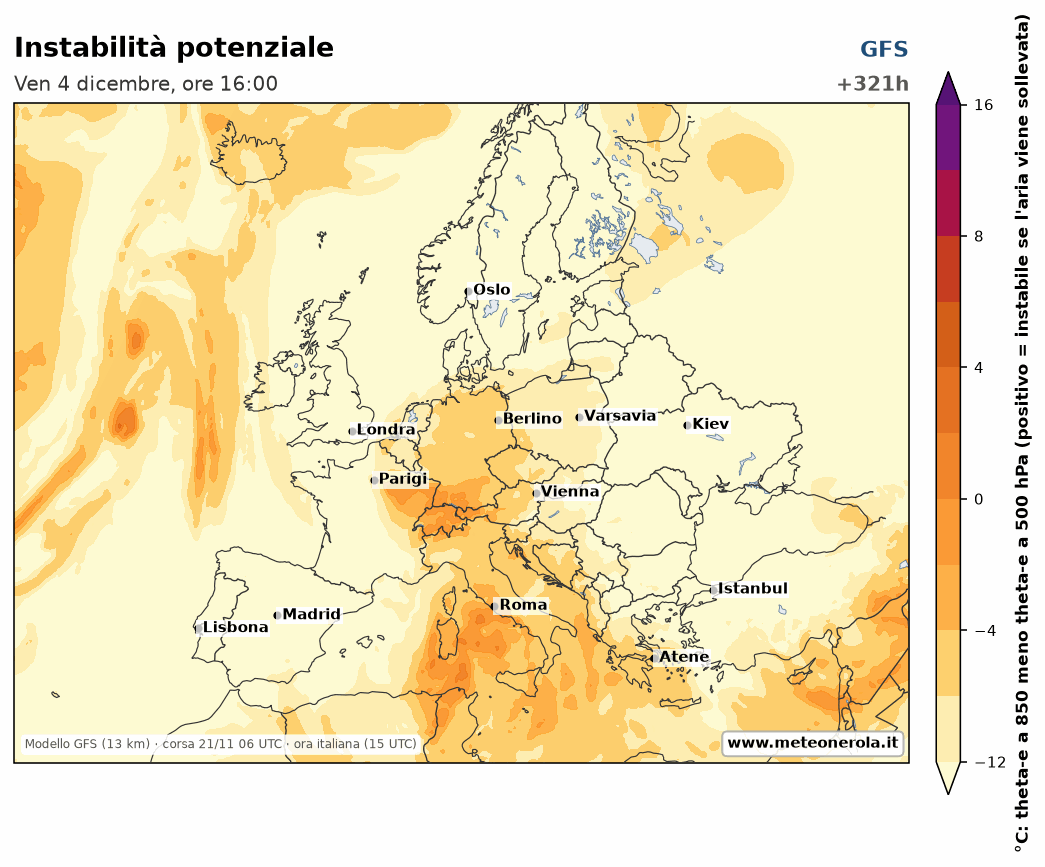 Instabilità potenziale
GFS
Ven 4 dicembre, ore 16:00
+321h
Oslo
Berlino
Varsavia
Kiev
Londra
Parigi
Vienna
Istanbul
Roma
Madrid
Lisbona
Atene
Modello GFS (13 km) · corsa 21/11 06 UTC · ora italiana (15 UTC)
www.meteonerola.it
16
8
4
0
−4
−12
°C: theta-e a 850 meno theta-e a 500 hPa (positivo = instabile se l'aria viene sollevata)